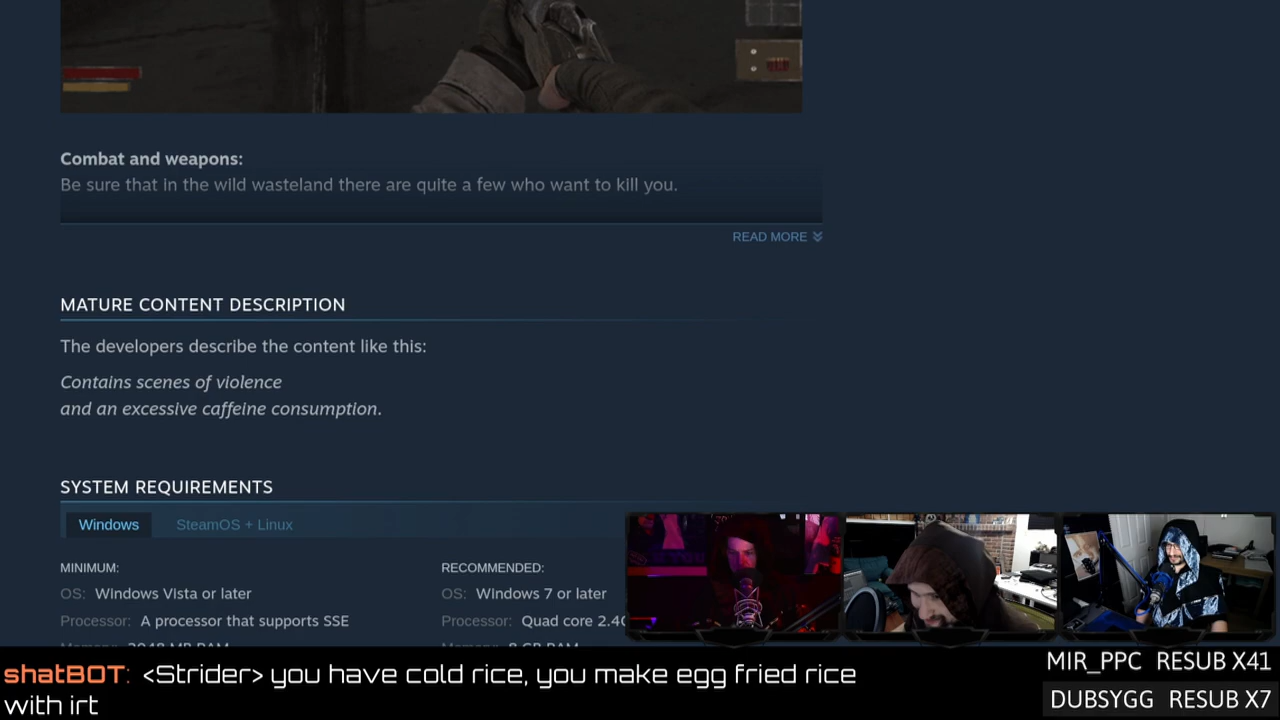 Combat and weapons:
Be sure that in the wild wasteland there are quite a few who want to kill you.
READ MORE
MATURE CONTENT DESCRIPTION
The developers describe the content like this:
Contains scenes of violence
and an excessive caffeine consumption.
SYSTEM REQUIREMENTS
Windows SteamOS + Linux
MINIMUM:
OS: Windows Vista or later
Processor: A processor that supports SSE
RECOMMENDED:
OS: Windows 7 or later
Processor: Quad core
shatBOT: <Strider> you have cold rice, you make egg fried rice
with irt
MIR_PPC RESUB X41
DUBSYGG RESUB X7